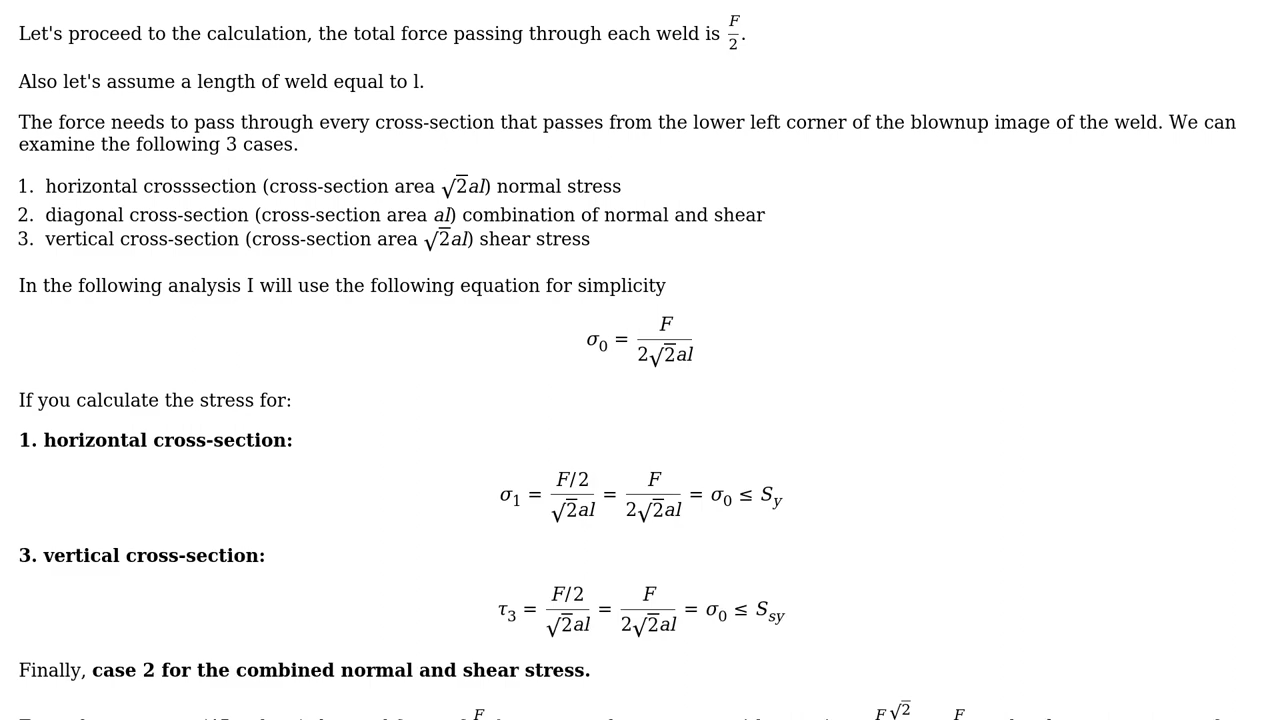 Let's proceed to the calculation, the total force passing through each weld is F/2.
Also let's assume a length of weld equal to l.
The force needs to pass through every cross-section that passes from the lower left corner of the blownup image of the weld. We can
examine the following 3 cases.
1. horizontal crosssection (cross-section area √2al) normal stress
2. diagonal cross-section (cross-section area al) combination of normal and shear
3. vertical cross-section (cross-section area √2al) shear stress
In the following analysis I will use the following equation for simplicity
σ₀ = F/(2√2al)
If you calculate the stress for:
1. horizontal cross-section:
σ₁ = (F/2)/(√2al) = F/(2√2al) = σ₀ ≤ S_y
3. vertical cross-section:
τ₃ = (F/2)/(√2al) = F/(2√2al) = σ₀ ≤ S_sy
Finally, case 2 for the combined normal and shear stress.